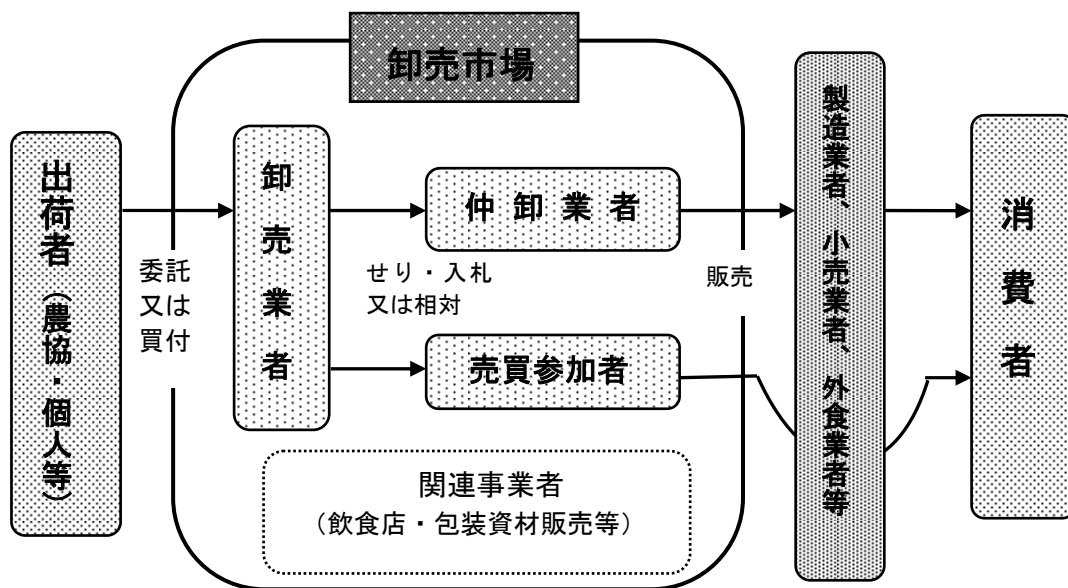 卸売市場
出荷者（農協・個人等）
委託
又は
買付
卸売業者
せり・入札
又は相対
仲卸業者
売買参加者
関連事業者
（飲食店・包装資材販売等）
販売
製造業者、小売業者、外食業者等
消費者